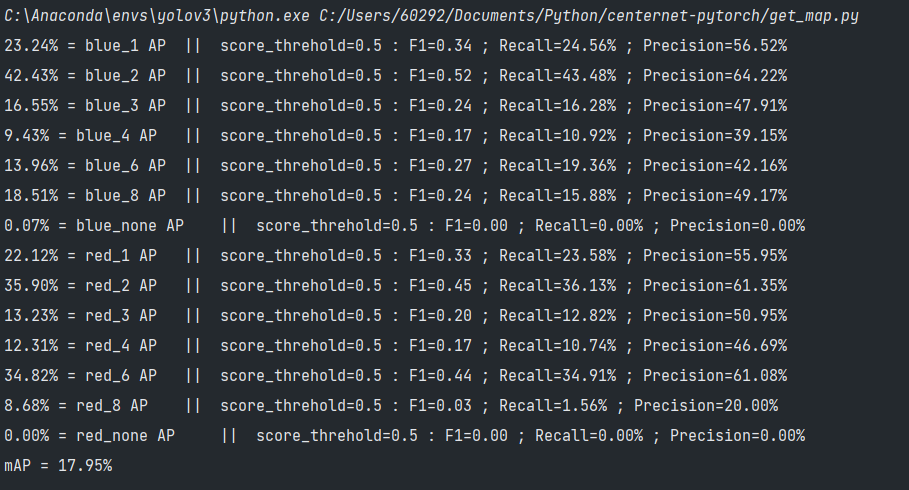 C:\Anaconda\envs\yolov3\python.exe C:/Users/60292/Documents/Python/centernet-pytorch/get_map.py
23.24% = blue_1 AP  ||  score_threhold=0.5 : F1=0.34 ; Recall=24.56% ; Precision=56.52%
42.43% = blue_2 AP  ||  score_threhold=0.5 : F1=0.52 ; Recall=43.48% ; Precision=64.22%
16.55% = blue_3 AP  ||  score_threhold=0.5 : F1=0.24 ; Recall=16.28% ; Precision=47.91%
9.43% = blue_4 AP   ||  score_threhold=0.5 : F1=0.17 ; Recall=10.92% ; Precision=39.15%
13.96% = blue_6 AP  ||  score_threhold=0.5 : F1=0.27 ; Recall=19.36% ; Precision=42.16%
18.51% = blue_8 AP  ||  score_threhold=0.5 : F1=0.24 ; Recall=15.88% ; Precision=49.17%
0.07% = blue_none AP    ||  score_threhold=0.5 : F1=0.00 ; Recall=0.00% ; Precision=0.00%
22.12% = red_1 AP   ||  score_threhold=0.5 : F1=0.33 ; Recall=23.58% ; Precision=55.95%
35.90% = red_2 AP   ||  score_threhold=0.5 : F1=0.45 ; Recall=36.13% ; Precision=61.35%
13.23% = red_3 AP   ||  score_threhold=0.5 : F1=0.20 ; Recall=12.82% ; Precision=50.95%
12.31% = red_4 AP   ||  score_threhold=0.5 : F1=0.17 ; Recall=10.74% ; Precision=46.69%
34.82% = red_6 AP   ||  score_threhold=0.5 : F1=0.44 ; Recall=34.91% ; Precision=61.08%
8.68% = red_8 AP    ||  score_threhold=0.5 : F1=0.03 ; Recall=1.56% ; Precision=20.00%
0.00% = red_none AP     ||  score_threhold=0.5 : F1=0.00 ; Recall=0.00% ; Precision=0.00%
mAP = 17.95%